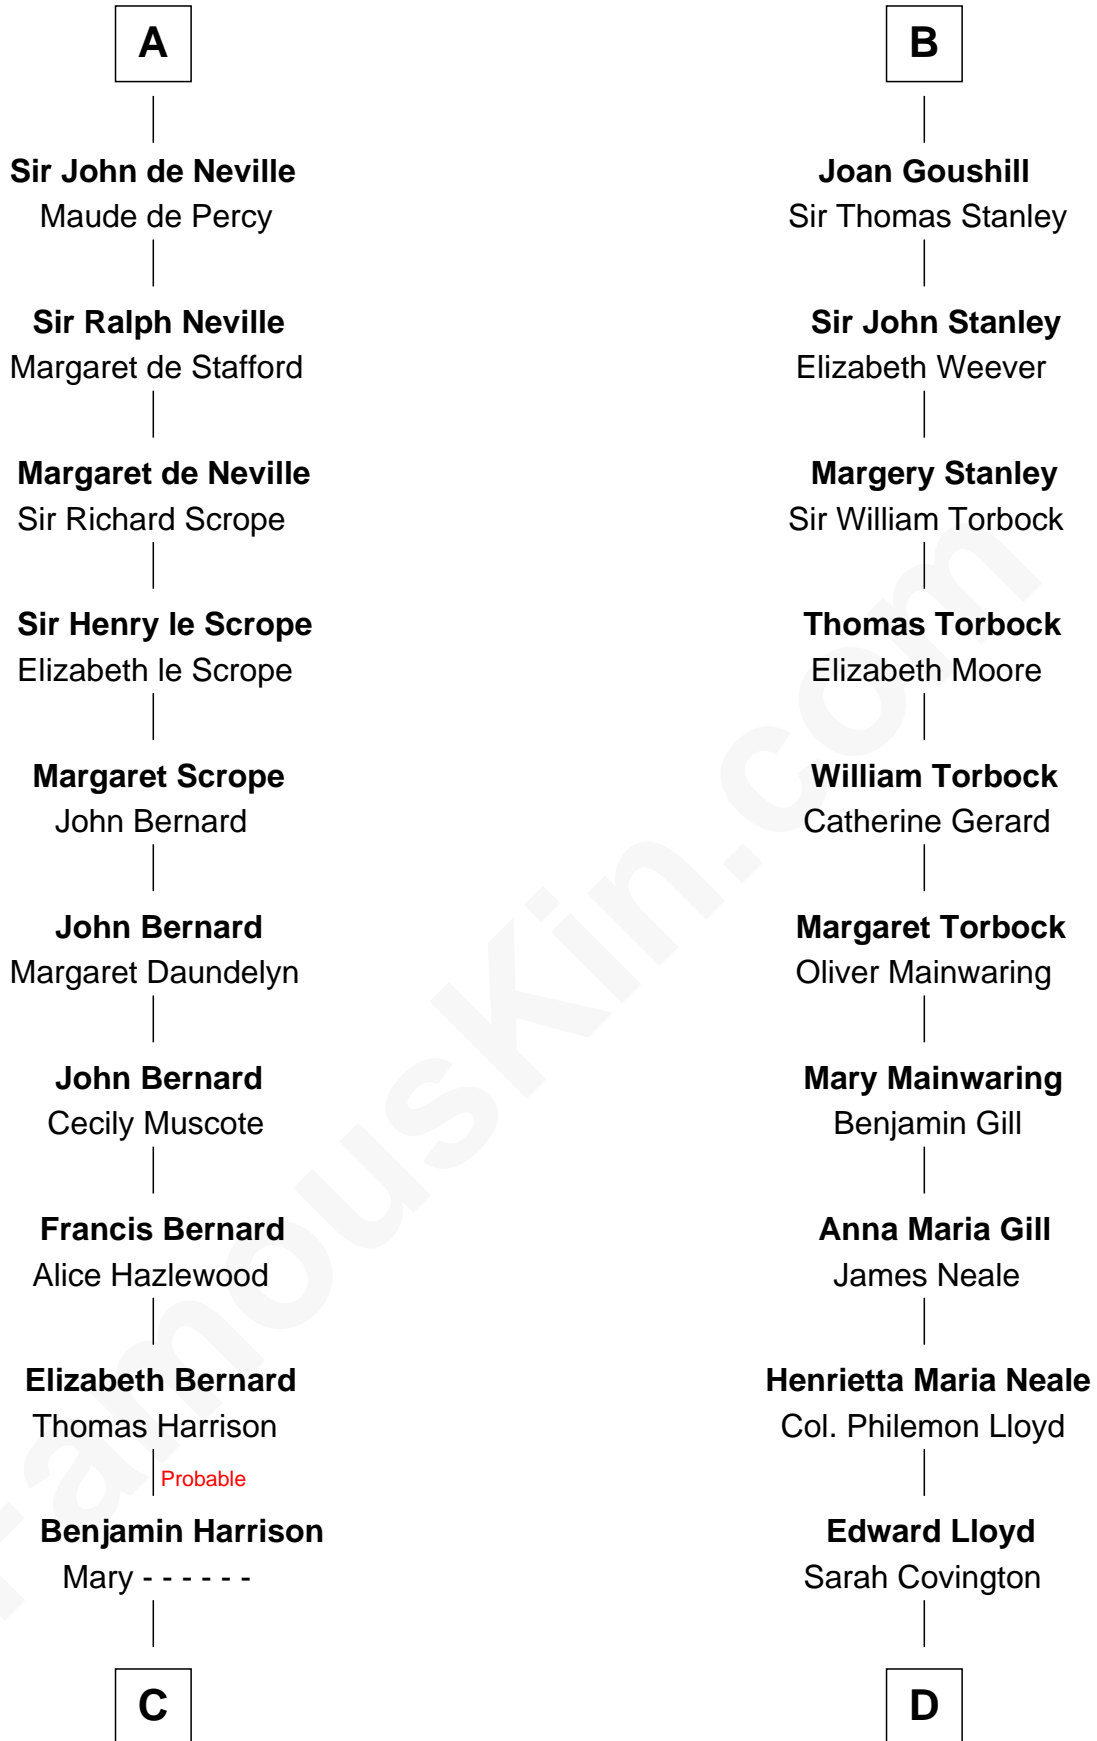 A
Sir John de Neville
Maude de Percy
Sir Ralph Neville
Margaret de Stafford
Margaret de Neville
Sir Richard Scrope
Sir Henry le Scrope
Elizabeth le Scrope
Margaret Scrope
John Bernard
John Bernard
Margaret Daundelyn
John Bernard
Cecily Muscote
Francis Bernard
Alice Hazlewood
Elizabeth Bernard
Thomas Harrison
Probable
Benjamin Harrison
Mary - - - - - -
C
B
Joan Goushill
Sir Thomas Stanley
Sir John Stanley
Elizabeth Weever
Margery Stanley
Sir William Torbock
Thomas Torbock
Elizabeth Moore
William Torbock
Catherine Gerard
Margaret Torbock
Oliver Mainwaring
Mary Mainwaring
Benjamin Gill
Anna Maria Gill
James Neale
Henrietta Maria Neale
Col. Philemon Lloyd
Edward Lloyd
Sarah Covington
D
FamousKin.com